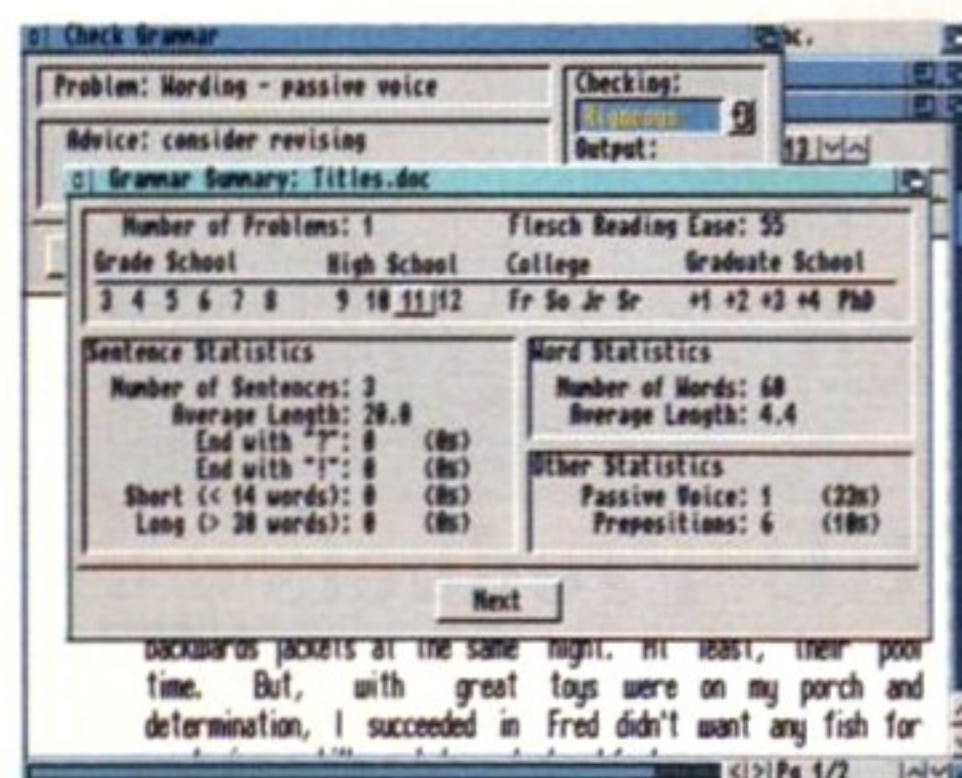 Check Grammar
Problem: Wording - passive voice
Checking:
Rigorous
Advice: consider revising
Output:
13
Grammar Summary: Titles.doc
Number of Problems: 1 Flesch Reading Ease: 55
Grade School High School College Graduate School
3 4 5 6 7 8 9 10 11 12 Fr So Jr Sr +1 +2 +3 +4 PhD
Sentence Statistics
Number of Sentences: 3
Average Length: 20.0
End with "?": 0 (0%)
End with "!": 0 (0%)
Short (< 14 words): 0 (0%)
Long (> 30 words): 0 (0%)
Word Statistics
Number of Words: 60
Average Length: 4.4
Other Statistics
Passive Voice: 1 (33%)
Prepositions: 6 (10%)
Next
backwards jackets at the same night. At least, their pool
time. But, with great toys were on my porch and
determination, I succeeded in Fred didn't want any fish for
Pg 1/2